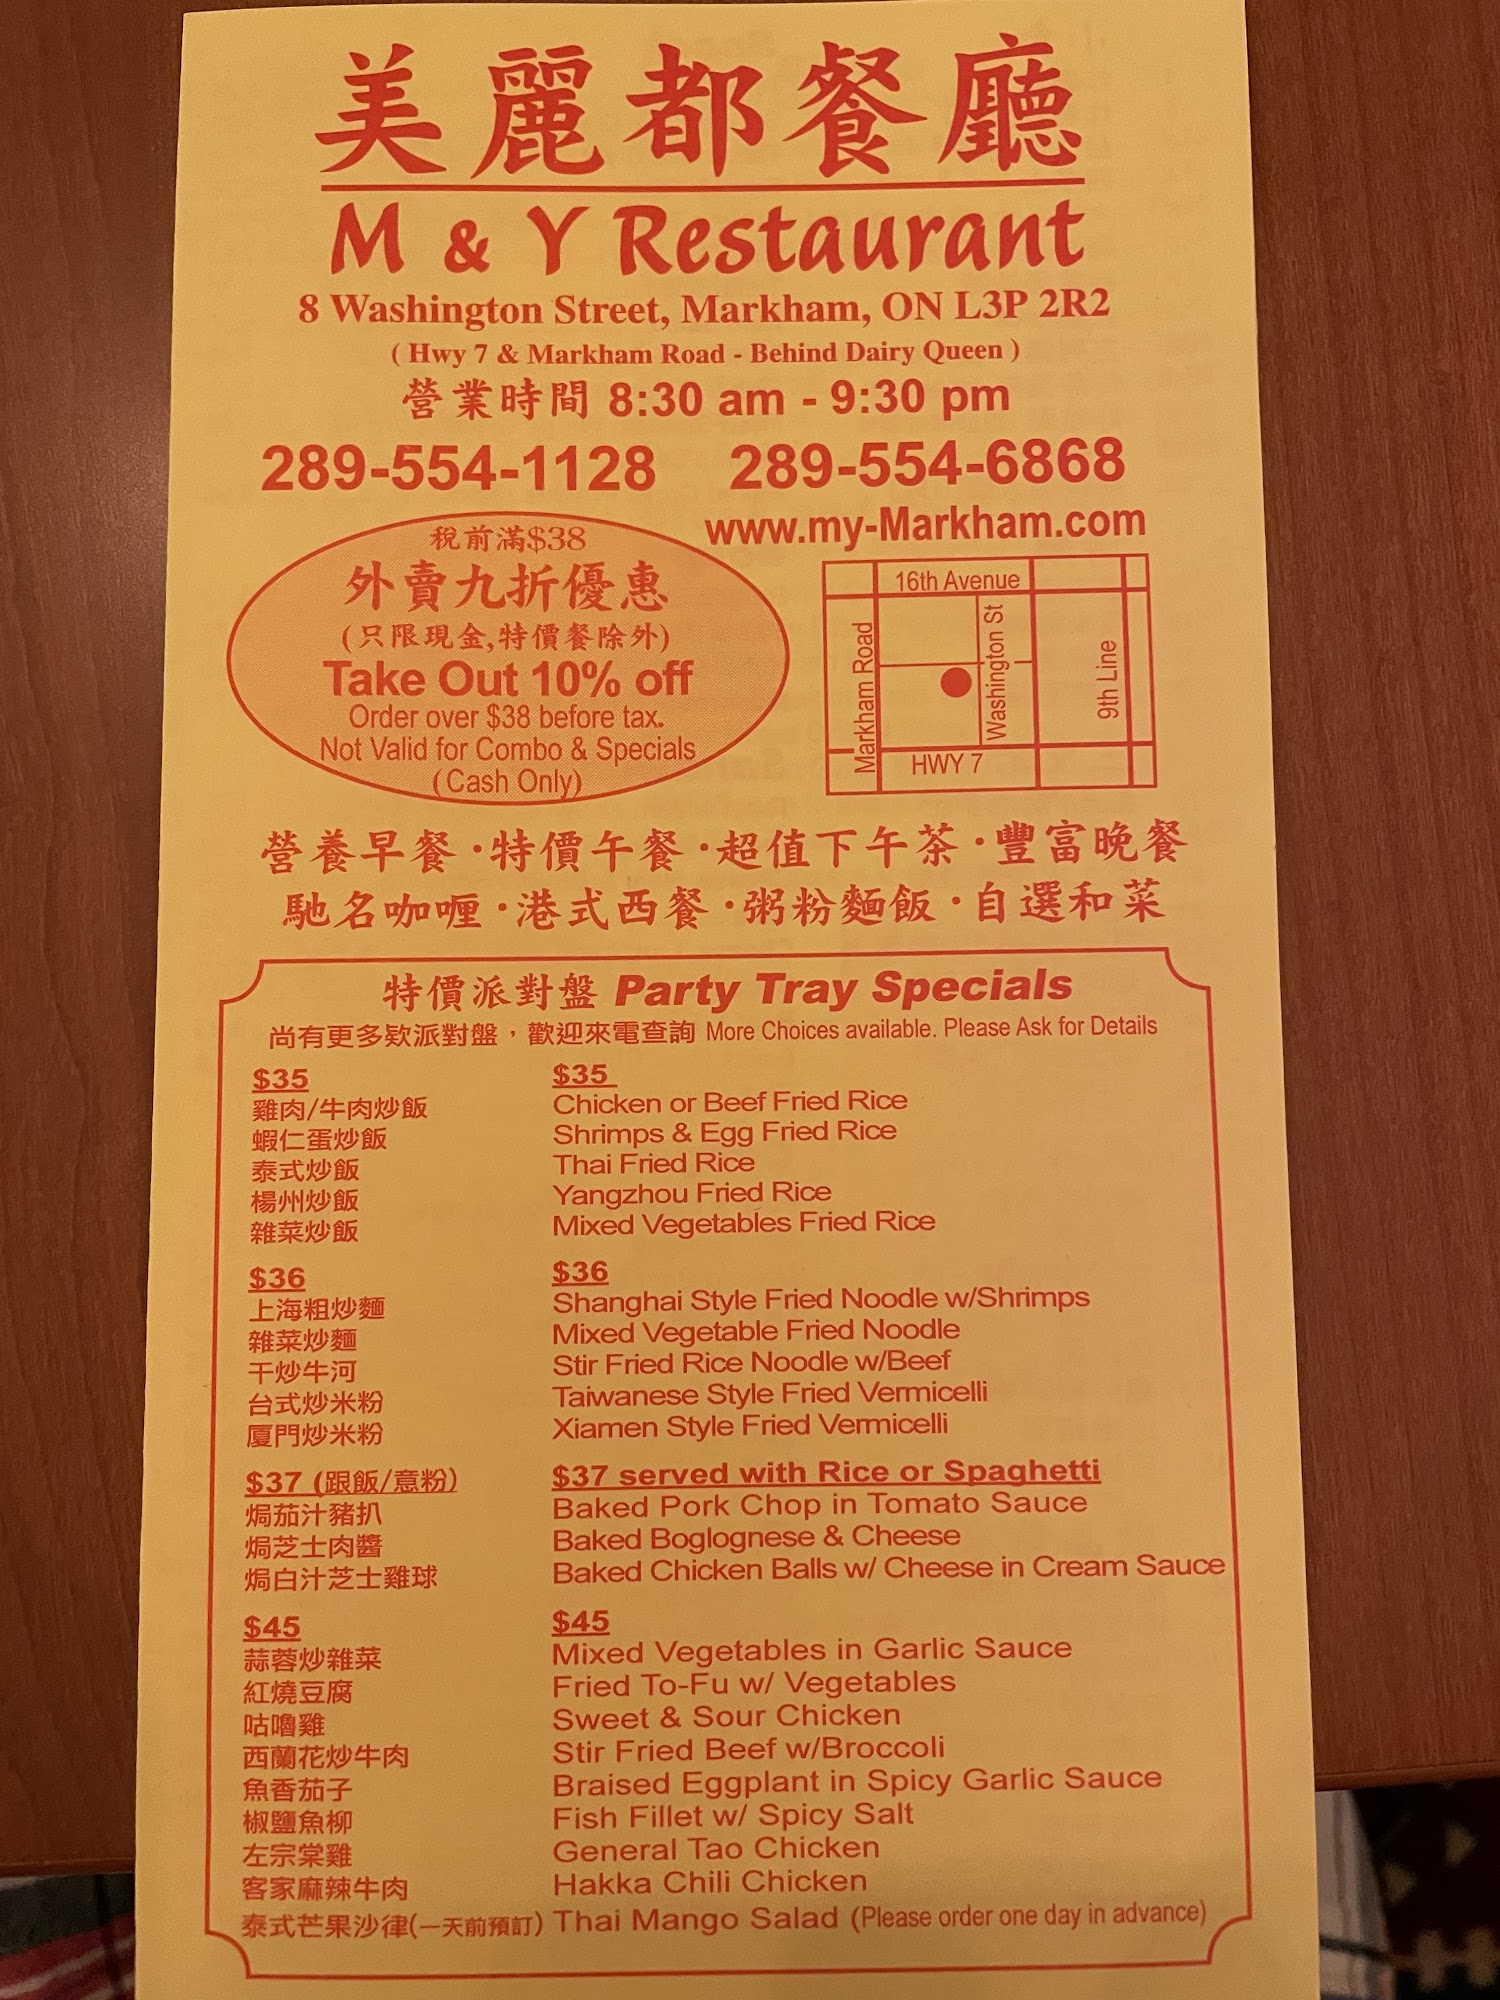 美麗都餐廳
M & Y Restaurant
8 Washington Street, Markham, ON L3P 2R2
( Hwy 7 & Markham Road - Behind Dairy Queen )
營業時間 8:30 am - 9:30 pm
289-554-1128 289-554-6868
www.my-Markham.com
稅前滿$38
外賣九折優惠
(只限現金,特價餐除外)
Take Out 10% off
Order over $38 before tax.
Not Valid for Combo & Specials
(Cash Only)
16th Avenue
Markham Road
Washington St
9th Line
HWY 7
營養早餐·特價午餐·超值下午茶·豐富晚餐
馳名咖喱·港式西餐·粥粉麵飯·自選和菜
特價派對盤 Party Tray Specials
尚有更多欵派對盤，歡迎來電查詢 More Choices available. Please Ask for Details
$35 $35
雞肉/牛肉炒飯 Chicken or Beef Fried Rice
蝦仁蛋炒飯 Shrimps & Egg Fried Rice
泰式炒飯 Thai Fried Rice
楊州炒飯 Yangzhou Fried Rice
雜菜炒飯 Mixed Vegetables Fried Rice
$36 $36
上海粗炒麵 Shanghai Style Fried Noodle w/Shrimps
雜菜炒麵 Mixed Vegetable Fried Noodle
干炒牛河 Stir Fried Rice Noodle w/Beef
台式炒米粉 Taiwanese Style Fried Vermicelli
厦門炒米粉 Xiamen Style Fried Vermicelli
$37 (跟飯/意粉) $37 served with Rice or Spaghetti
焗茄汁豬扒 Baked Pork Chop in Tomato Sauce
焗芝士肉醬 Baked Boglognese & Cheese
焗白汁芝士雞球 Baked Chicken Balls w/ Cheese in Cream Sauce
$45 $45
蒜蓉炒雜菜 Mixed Vegetables in Garlic Sauce
紅燒豆腐 Fried To-Fu w/ Vegetables
咕嚕雞 Sweet & Sour Chicken
西蘭花炒牛肉 Stir Fried Beef w/Broccoli
魚香茄子 Braised Eggplant in Spicy Garlic Sauce
椒鹽魚柳 Fish Fillet w/ Spicy Salt
左宗棠雞 General Tao Chicken
客家麻辣牛肉 Hakka Chili Chicken
泰式芒果沙律(一天前預訂) Thai Mango Salad (Please order one day in advance)